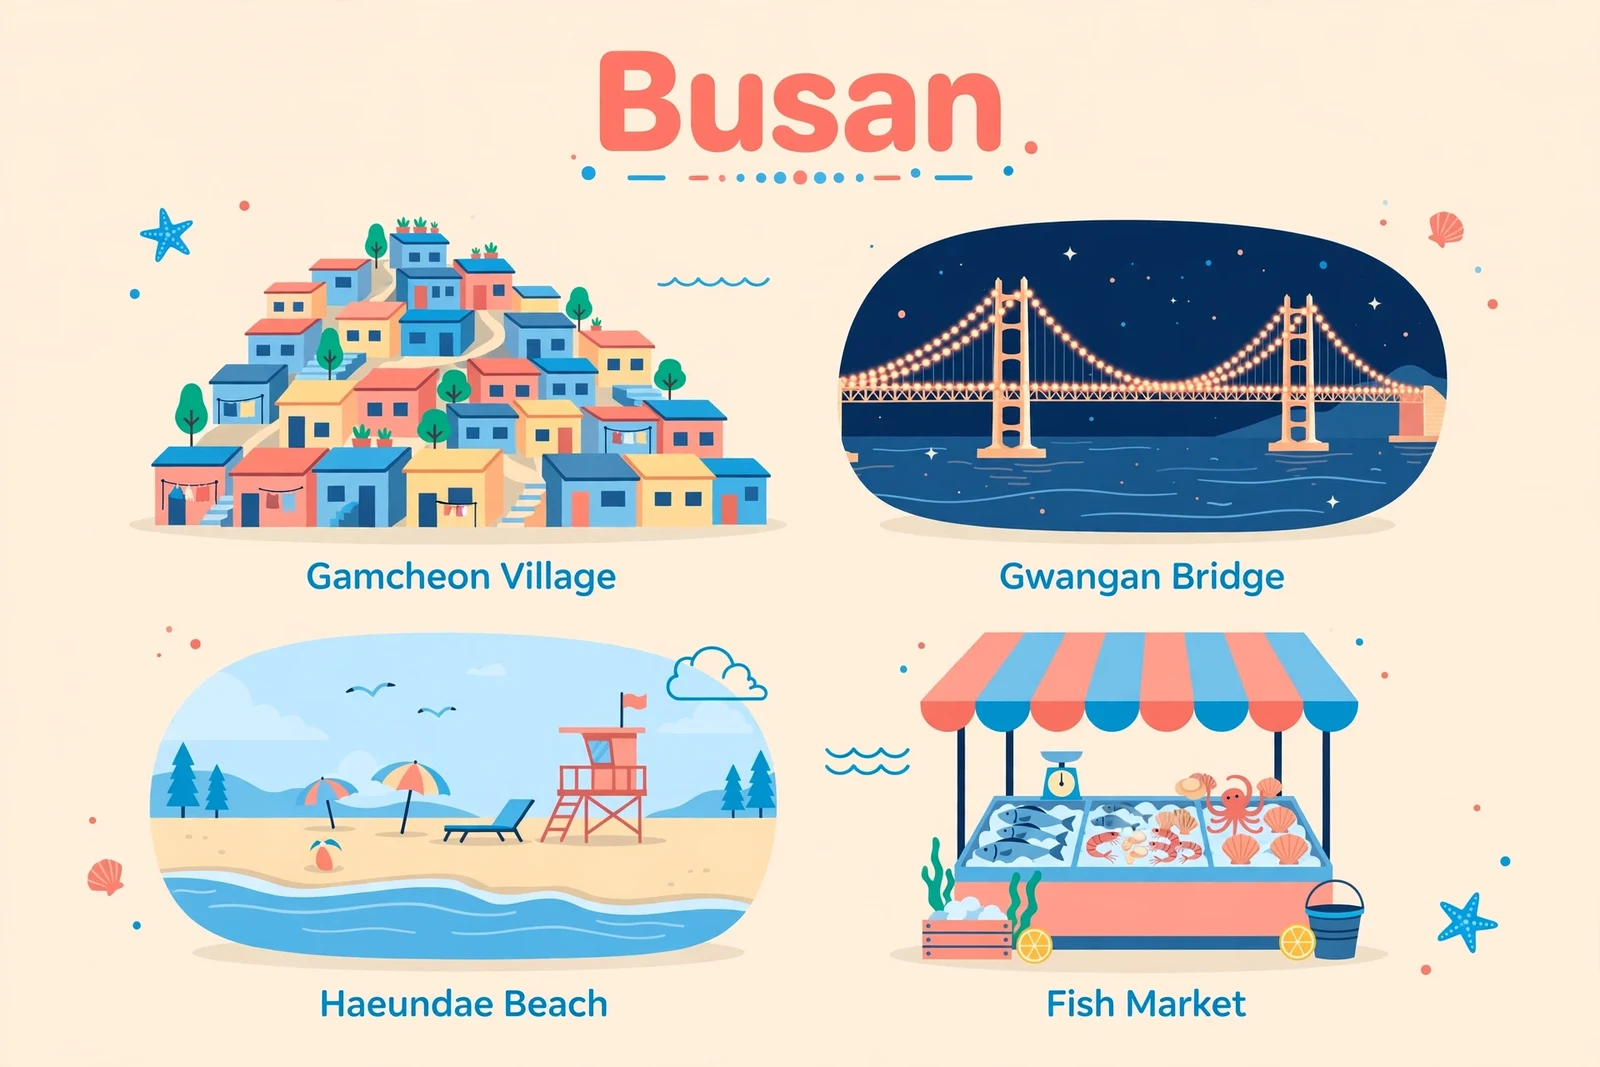 Busan
Gamcheon Village
Gwangan Bridge
Haeundae Beach
Fish Market